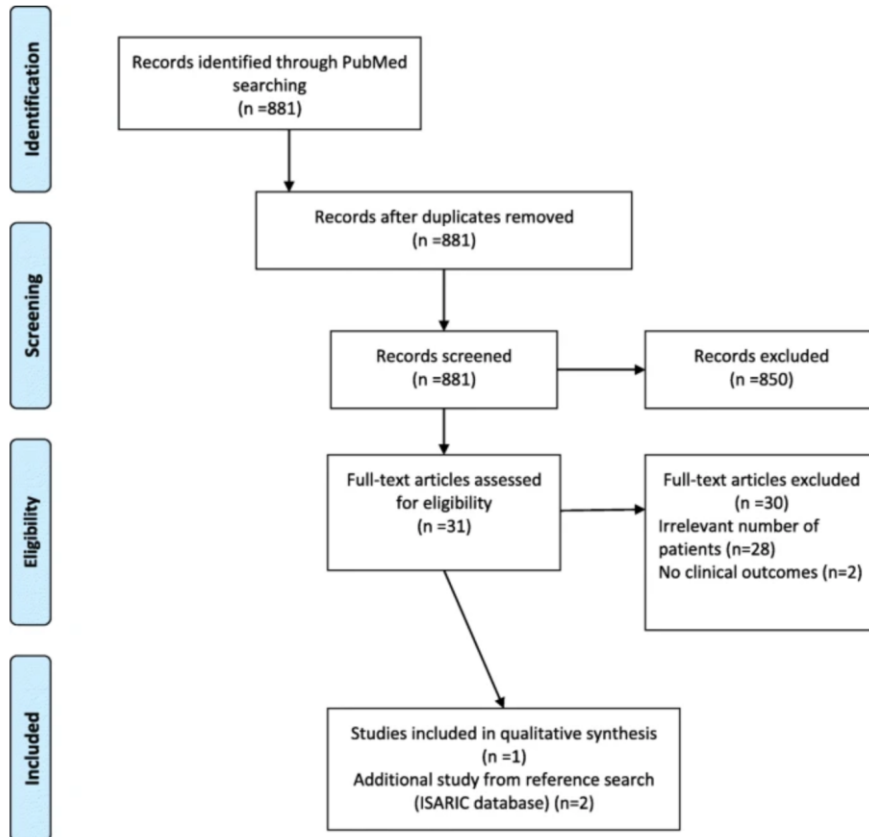 Identification
Records identified through PubMed
searching
(n =881)
Records after duplicates removed
(n =881)
Screening
Records screened
(n =881)
Records excluded
(n =850)
Eligibility
Full-text articles assessed
for eligibility
(n =31)
Full-text articles excluded
(n =30)
Irrelevant number of
patients (n=28)
No clinical outcomes (n=2)
Included
Studies included in qualitative synthesis
(n =1)
Additional study from reference search
(ISARIC database) (n=2)